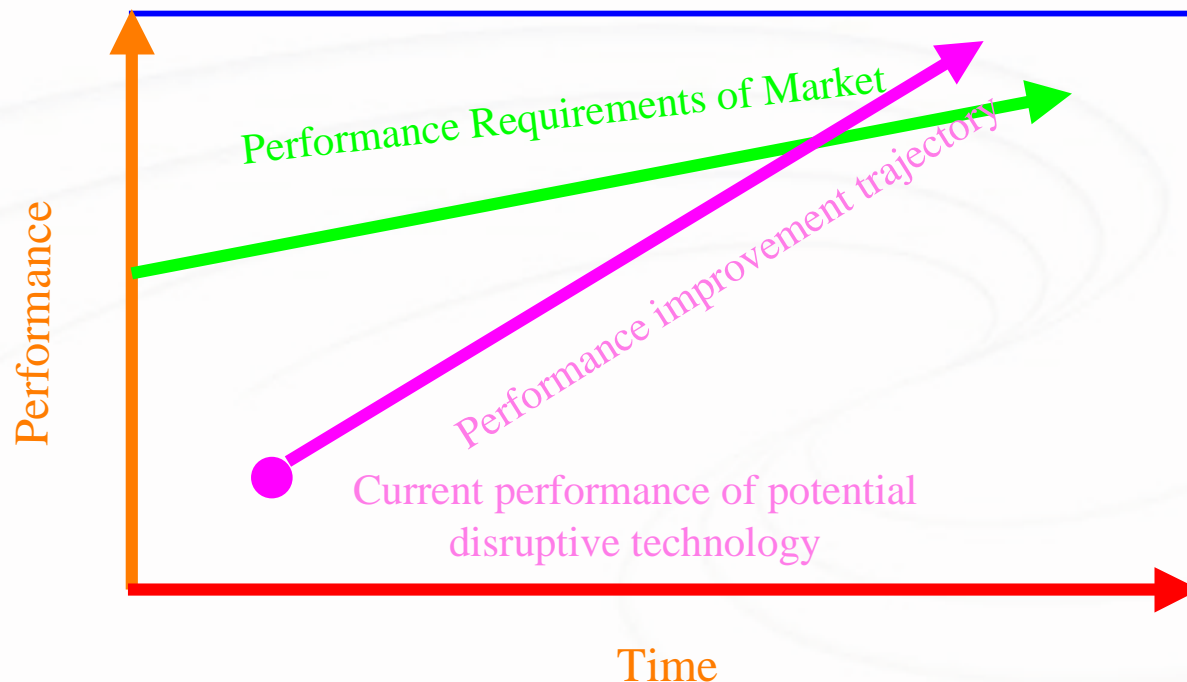 Performance Requirements of Market
Performance improvement trajectory
Performance
Current performance of potential
disruptive technology
Time